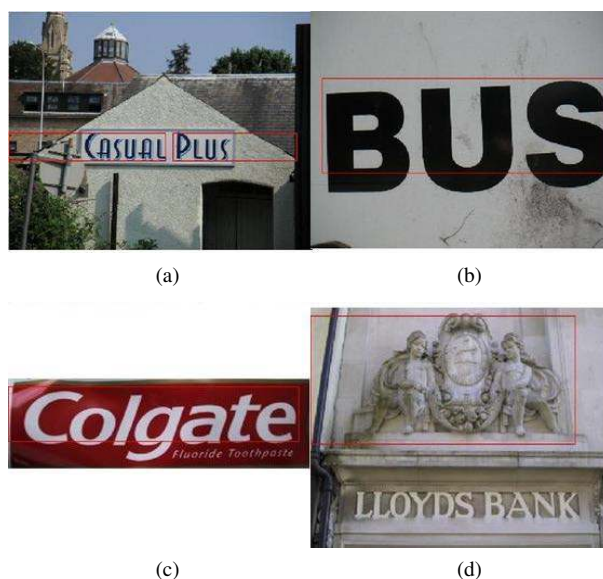 CASUAL PLUS
BUS
(a)
(b)
Colgate
Fluoride Toothpaste
LLOYDS BANK
(c)
(d)